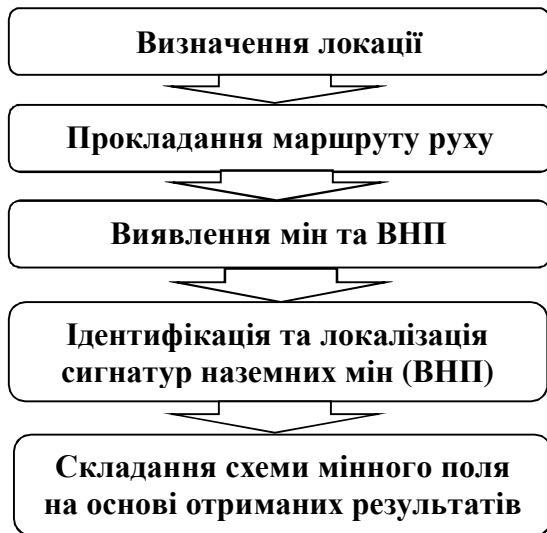 Визначення локації
Прокладання маршруту руху
Виявлення мін та ВНП
Ідентифікація та локалізація
сигнатур наземних мін (ВНП)
Складання схеми мінного поля
на основі отриманих результатів